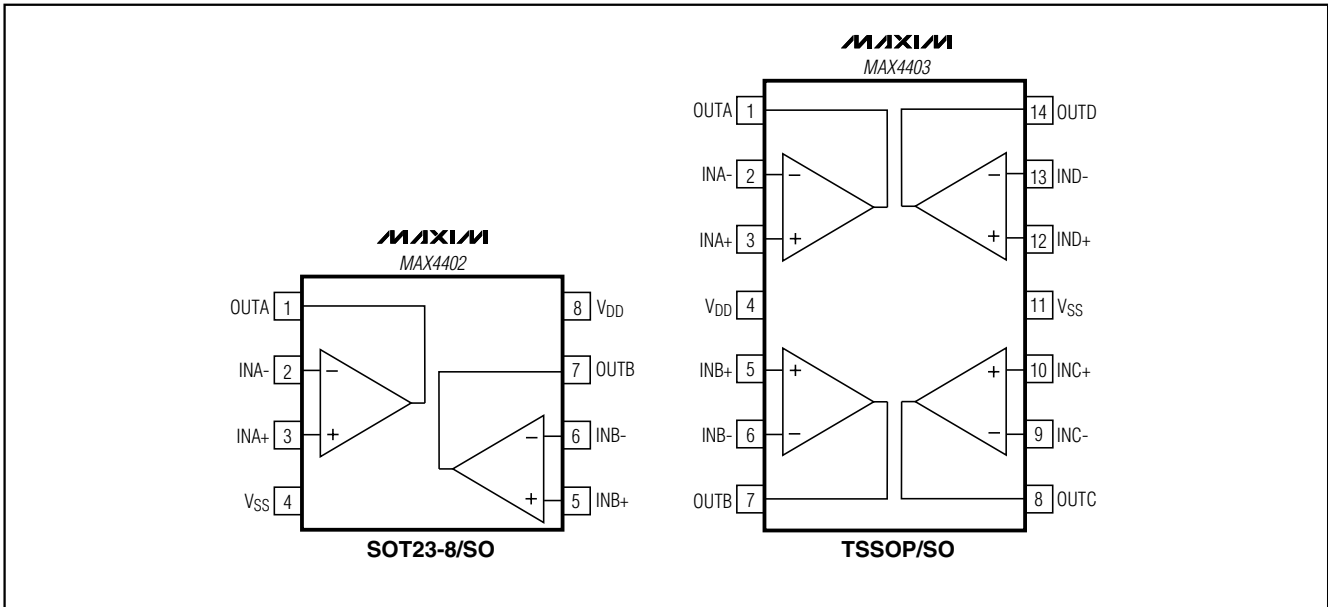 MAXIM
MAX4402
OUTA 1
INA- 2
INA+ 3
VSS 4
8 VDD
7 OUTB
6 INB-
5 INB+
− +
− +
SOT23-8/SO
MAXIM
MAX4403
OUTA 1
INA- 2
INA+ 3
VDD 4
INB+ 5
INB- 6
OUTB 7
14 OUTD
13 IND-
12 IND+
11 VSS
10 INC+
9 INC-
8 OUTC
− +
− +
+ −
+ −
TSSOP/SO